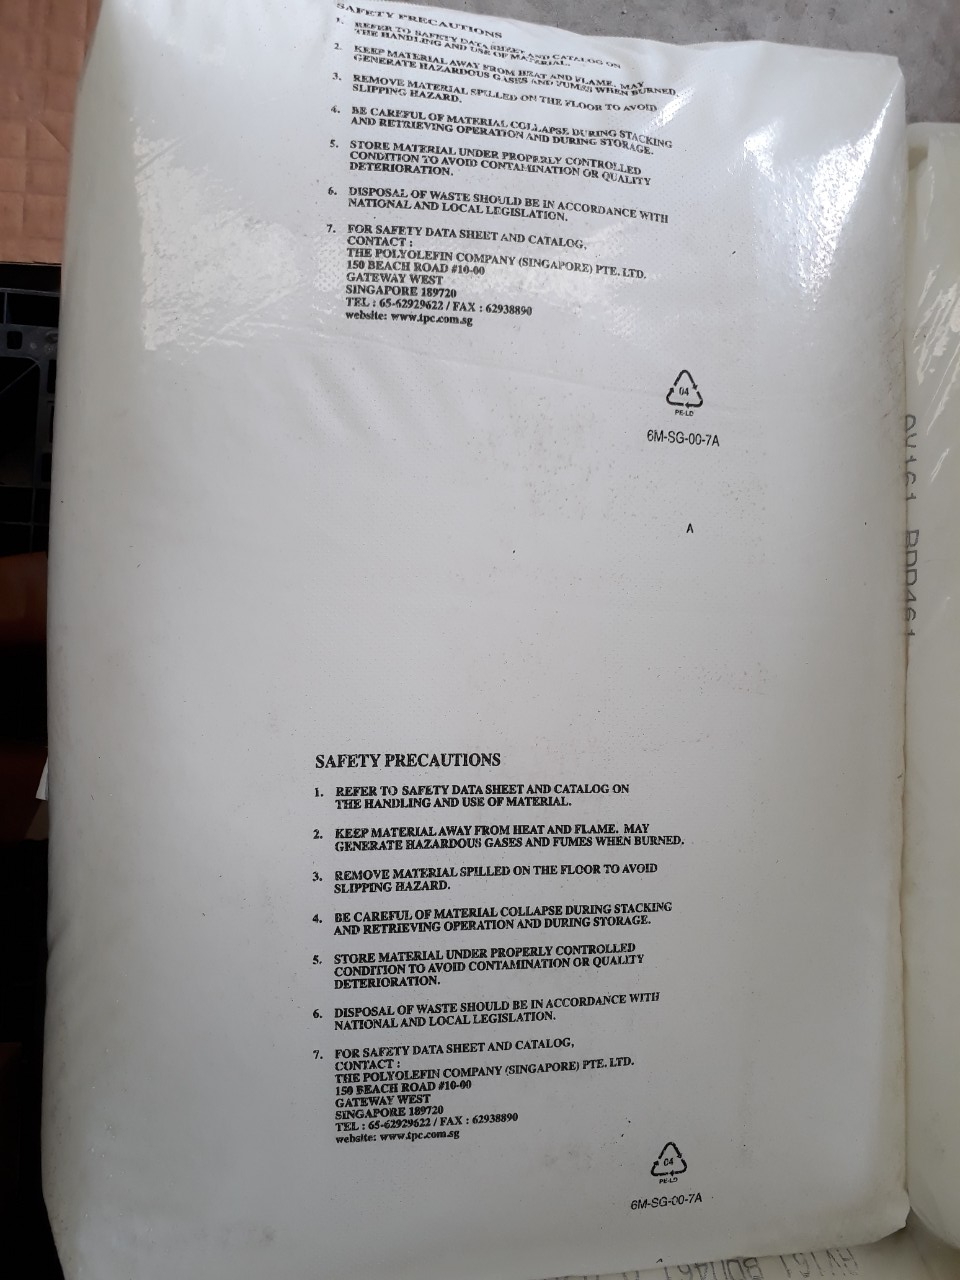 SAFETY PRECAUTIONS
1. REFER TO SAFETY DATA SHEET AND CATALOG ON
THE HANDLING AND USE OF MATERIAL.
2. KEEP MATERIAL AWAY FROM HEAT AND FLAME. MAY
GENERATE HAZARDOUS GASES AND FUMES WHEN BURNED.
3. REMOVE MATERIAL SPILLED ON THE FLOOR TO AVOID
SLIPPING HAZARD.
4. BE CAREFUL OF MATERIAL COLLAPSE DURING STACKING
AND RETRIEVING OPERATION AND DURING STORAGE.
5. STORE MATERIAL UNDER PROPERLY CONTROLLED
CONDITION TO AVOID CONTAMINATION OR QUALITY
DETERIORATION.
6. DISPOSAL OF WASTE SHOULD BE IN ACCORDANCE WITH
NATIONAL AND LOCAL LEGISLATION.
7. FOR SAFETY DATA SHEET AND CATALOG,
CONTACT :
THE POLYOLEFIN COMPANY (SINGAPORE) PTE. LTD.
150 BEACH ROAD #10-00
GATEWAY WEST
SINGAPORE 189720
TEL : 65-62929622 / FAX : 62938890
website: www.tpc.com.sg
04
PE-LD
6M-SG-00-7A
A
SAFETY PRECAUTIONS
1. REFER TO SAFETY DATA SHEET AND CATALOG ON
THE HANDLING AND USE OF MATERIAL.
2. KEEP MATERIAL AWAY FROM HEAT AND FLAME. MAY
GENERATE HAZARDOUS GASES AND FUMES WHEN BURNED.
3. REMOVE MATERIAL SPILLED ON THE FLOOR TO AVOID
SLIPPING HAZARD.
4. BE CAREFUL OF MATERIAL COLLAPSE DURING STACKING
AND RETRIEVING OPERATION AND DURING STORAGE.
5. STORE MATERIAL UNDER PROPERLY CONTROLLED
CONDITION TO AVOID CONTAMINATION OR QUALITY
DETERIORATION.
6. DISPOSAL OF WASTE SHOULD BE IN ACCORDANCE WITH
NATIONAL AND LOCAL LEGISLATION.
7. FOR SAFETY DATA SHEET AND CATALOG,
CONTACT :
THE POLYOLEFIN COMPANY (SINGAPORE) PTE. LTD.
150 BEACH ROAD #10-00
GATEWAY WEST
SINGAPORE 189720
TEL : 65-62929622 / FAX : 62938890
website: www.tpc.com.sg
04
PE-LD
6M-SG-00-7A